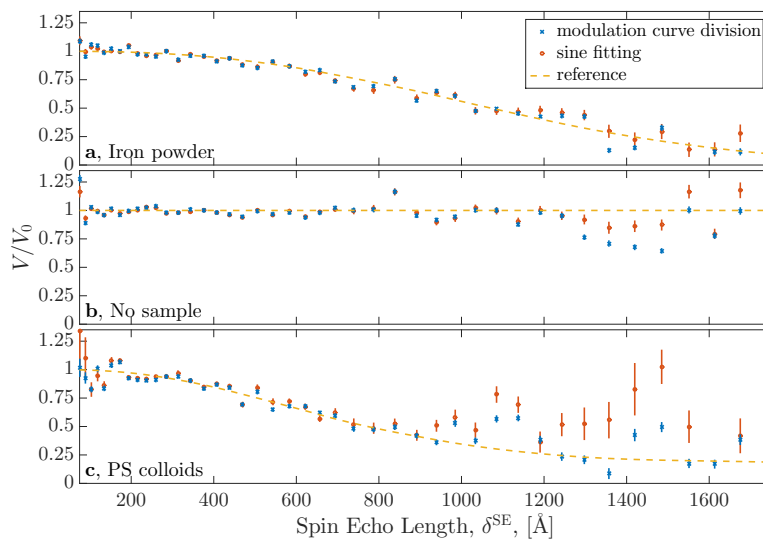 1.25
1
0.75
0.5
0.25
0
a, Iron powder
modulation curve division
sine fitting
reference
1.25
1
0.75
0.5
0.25
0
b, No sample
V/V₀
1.25
1
0.75
0.5
0.25
0
c, PS colloids
200 400 600 800 1000 1200 1400 1600
Spin Echo Length, δ^SE, [Å]